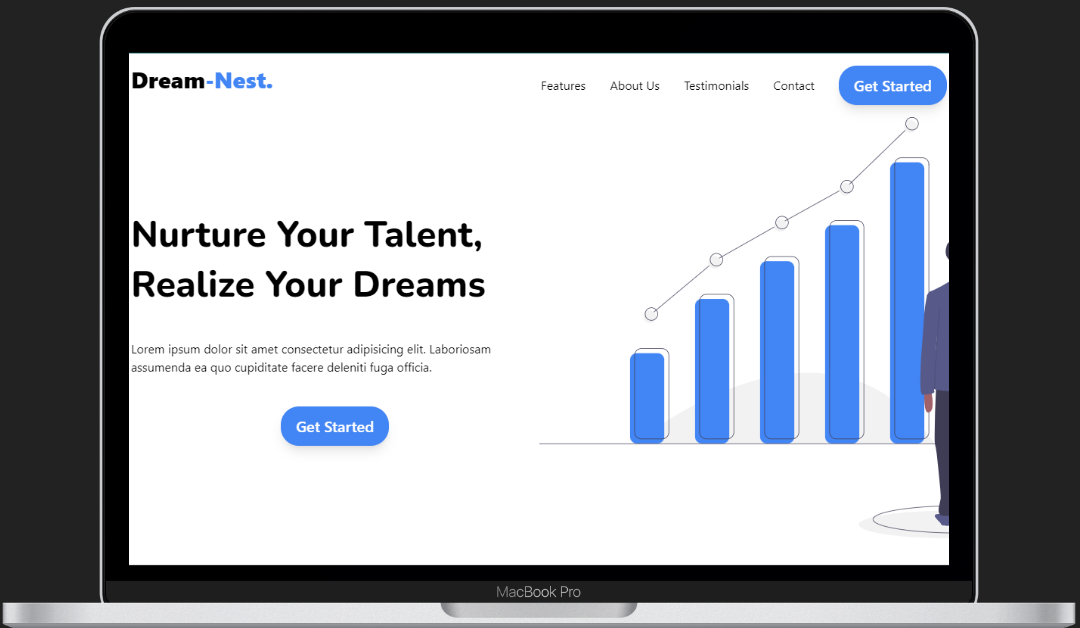 Dream-Nest.
Features About Us Testimonials Contact Get Started
Nurture Your Talent,
Realize Your Dreams
Lorem ipsum dolor sit amet consectetur adipisicing elit. Laboriosam
assumenda ea quo cupiditate facere deleniti fuga officia.
Get Started
MacBook Pro